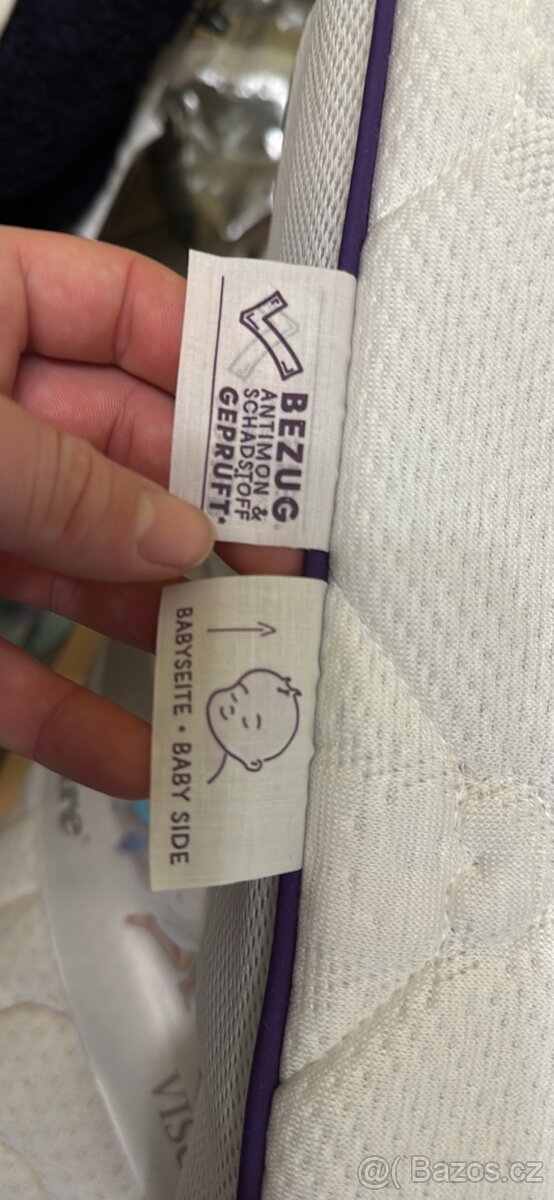 BEZUG
ANTIMON &
SCHADSTOFF
GEPRÜFT*
BABYSEITE • BABY SIDE
@( Bazos.cz